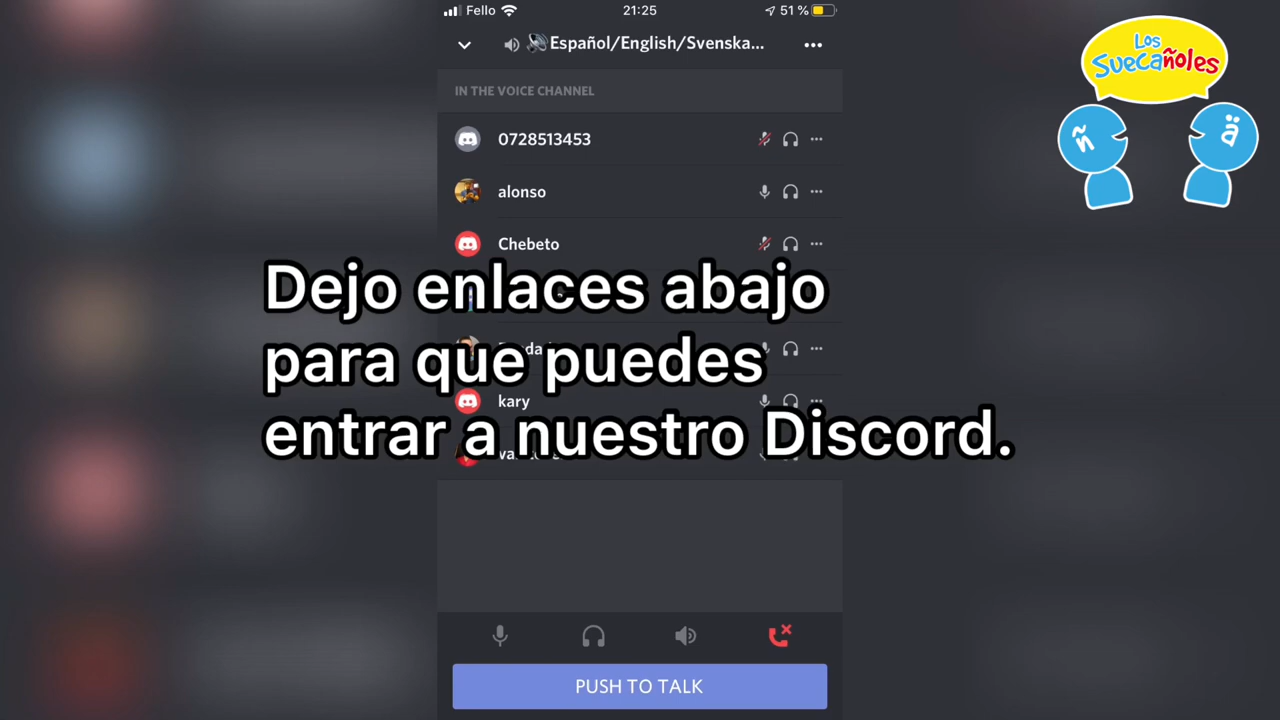 Fello
21:25
51 %
Español/English/Svenska...
IN THE VOICE CHANNEL
0728513453
alonso
Chebeto
Dejo enlaces abajo
para que puedes
kary
entrar a nuestro Discord.
PUSH TO TALK
Los
Suecañoles
ñ
ä